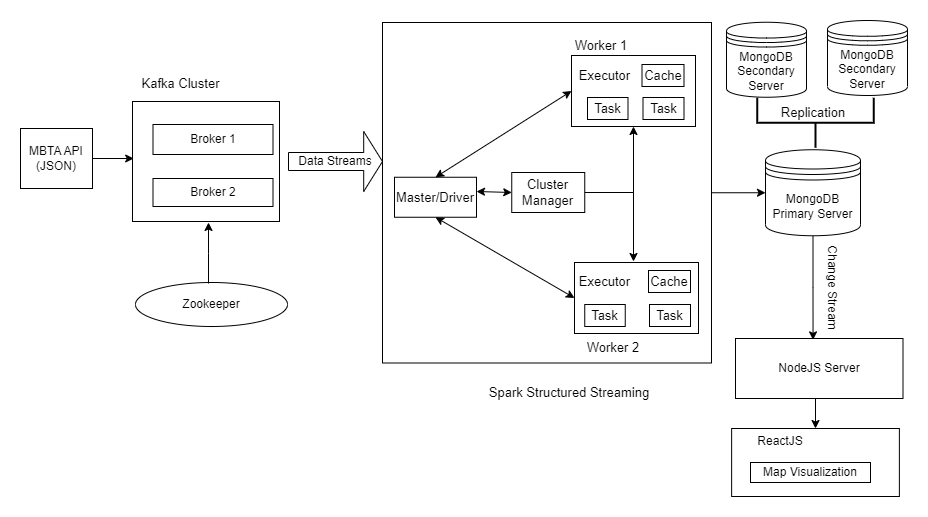 Kafka Cluster
MBTA API
(JSON)
Broker 1
Broker 2
Zookeeper
Data Streams
Worker 1
Executor
Cache
Task
Task
Master/Driver
Cluster
Manager
Executor
Cache
Task
Task
Worker 2
Spark Structured Streaming
MongoDB
Secondary
Server
MongoDB
Secondary
Server
Replication
MongoDB
Primary Server
Change Stream
NodeJS Server
ReactJS
Map Visualization